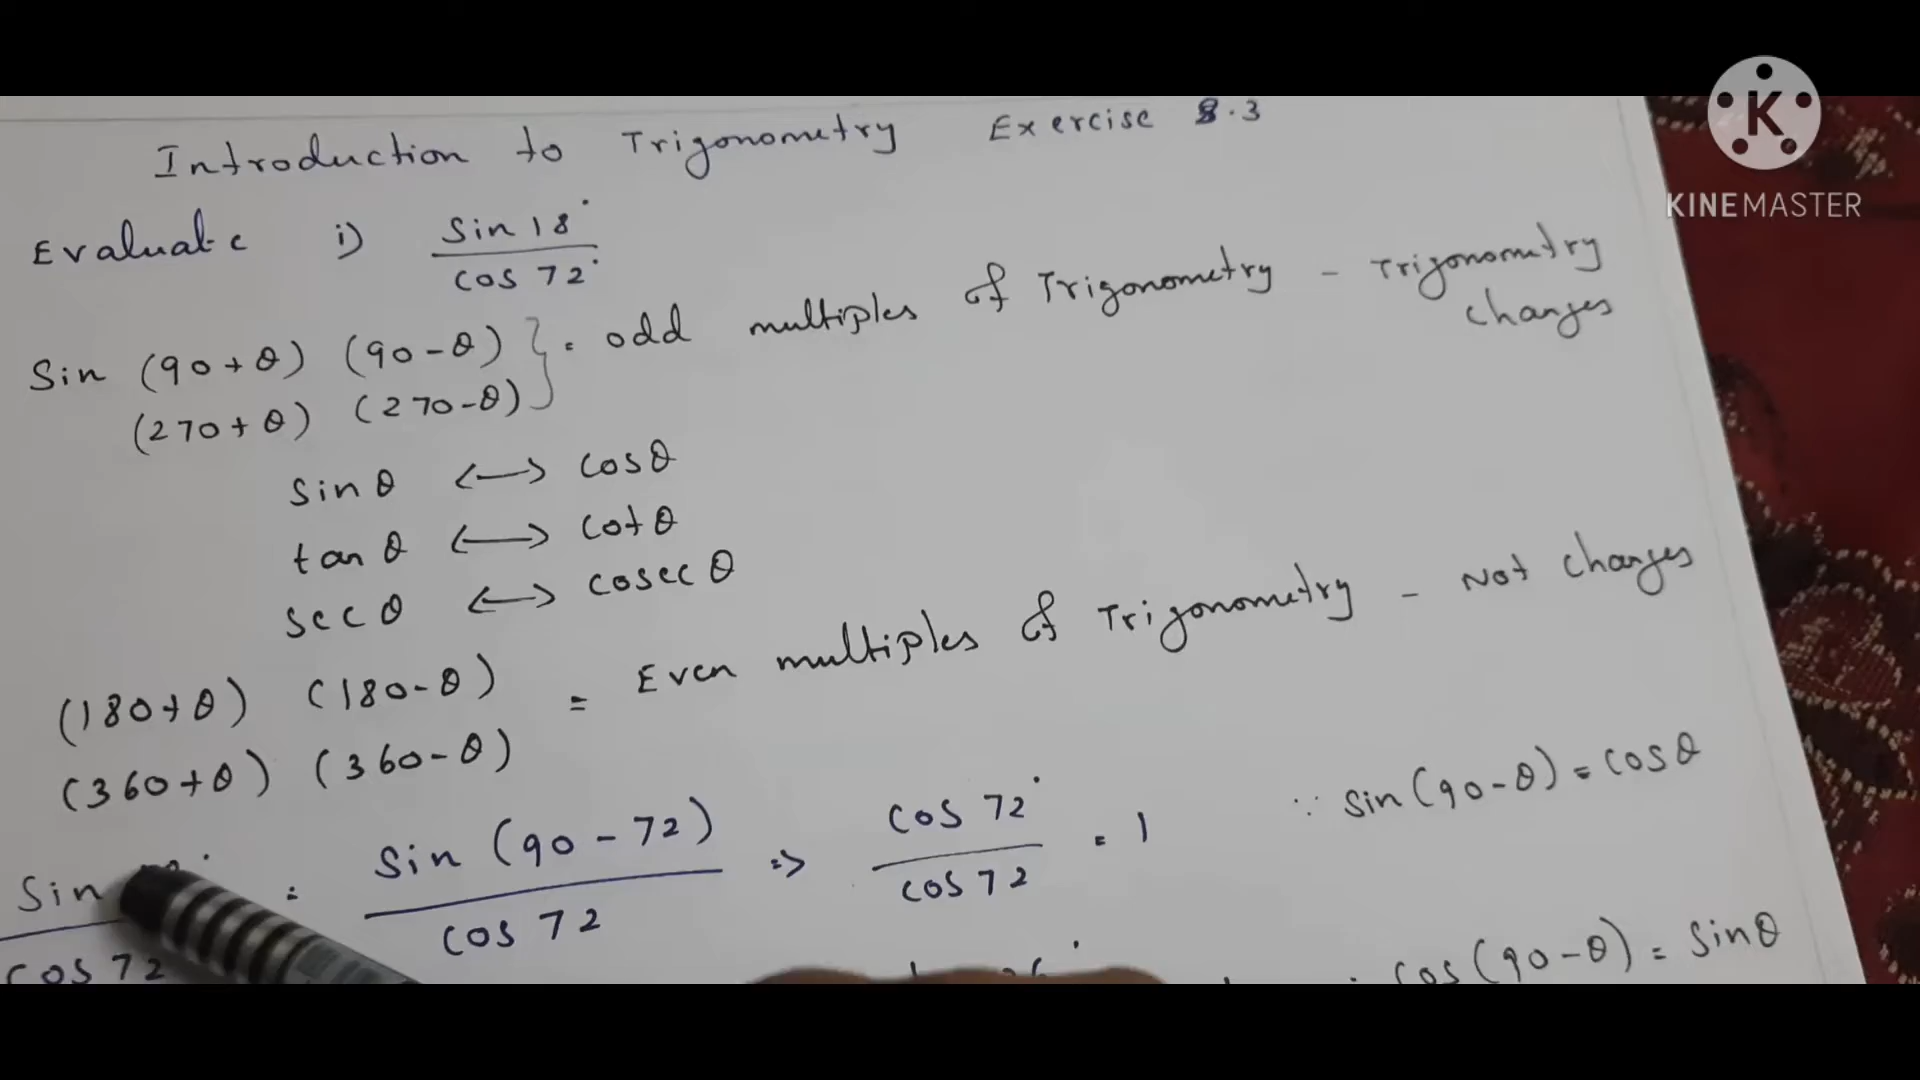 Introduction to Trigonometry Exercise 8.3
Evaluate i) Sin 18° / cos 72°
Sin (90+θ) (90-θ) } = odd multiples of Trigonometry - Trigonometry changes
(270+θ) (270-θ)
Sin θ <—> cos θ
tan θ <—> cot θ
sec θ <—> cosec θ
(180+θ) (180-θ) = Even multiples of Trigonometry - Not changes
(360+θ) (360-θ)
Sin / cos 72 = Sin (90-72) / cos 72 => cos 72° / cos 72 = 1 ∵ sin(90-θ) = cos θ
cos(90-θ) = sin θ
K
KINEMASTER